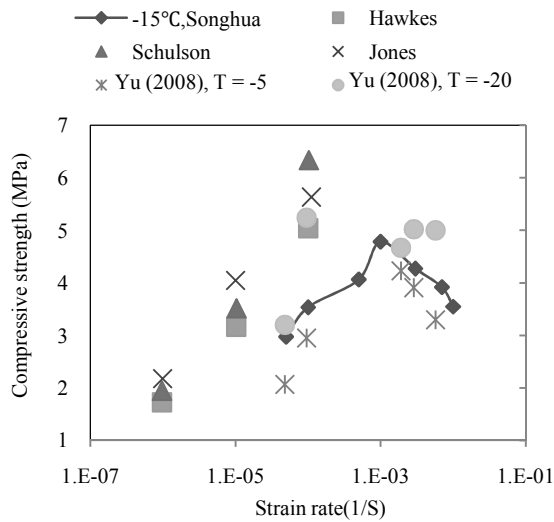 -15℃,Songhua Hawkes
Schulson Jones
Yu (2008), T = -5 Yu (2008), T = -20
7
6
5
4
3
2
1
Compressive strength (MPa)
1.E-07 1.E-05 1.E-03 1.E-01
Strain rate(1/S)